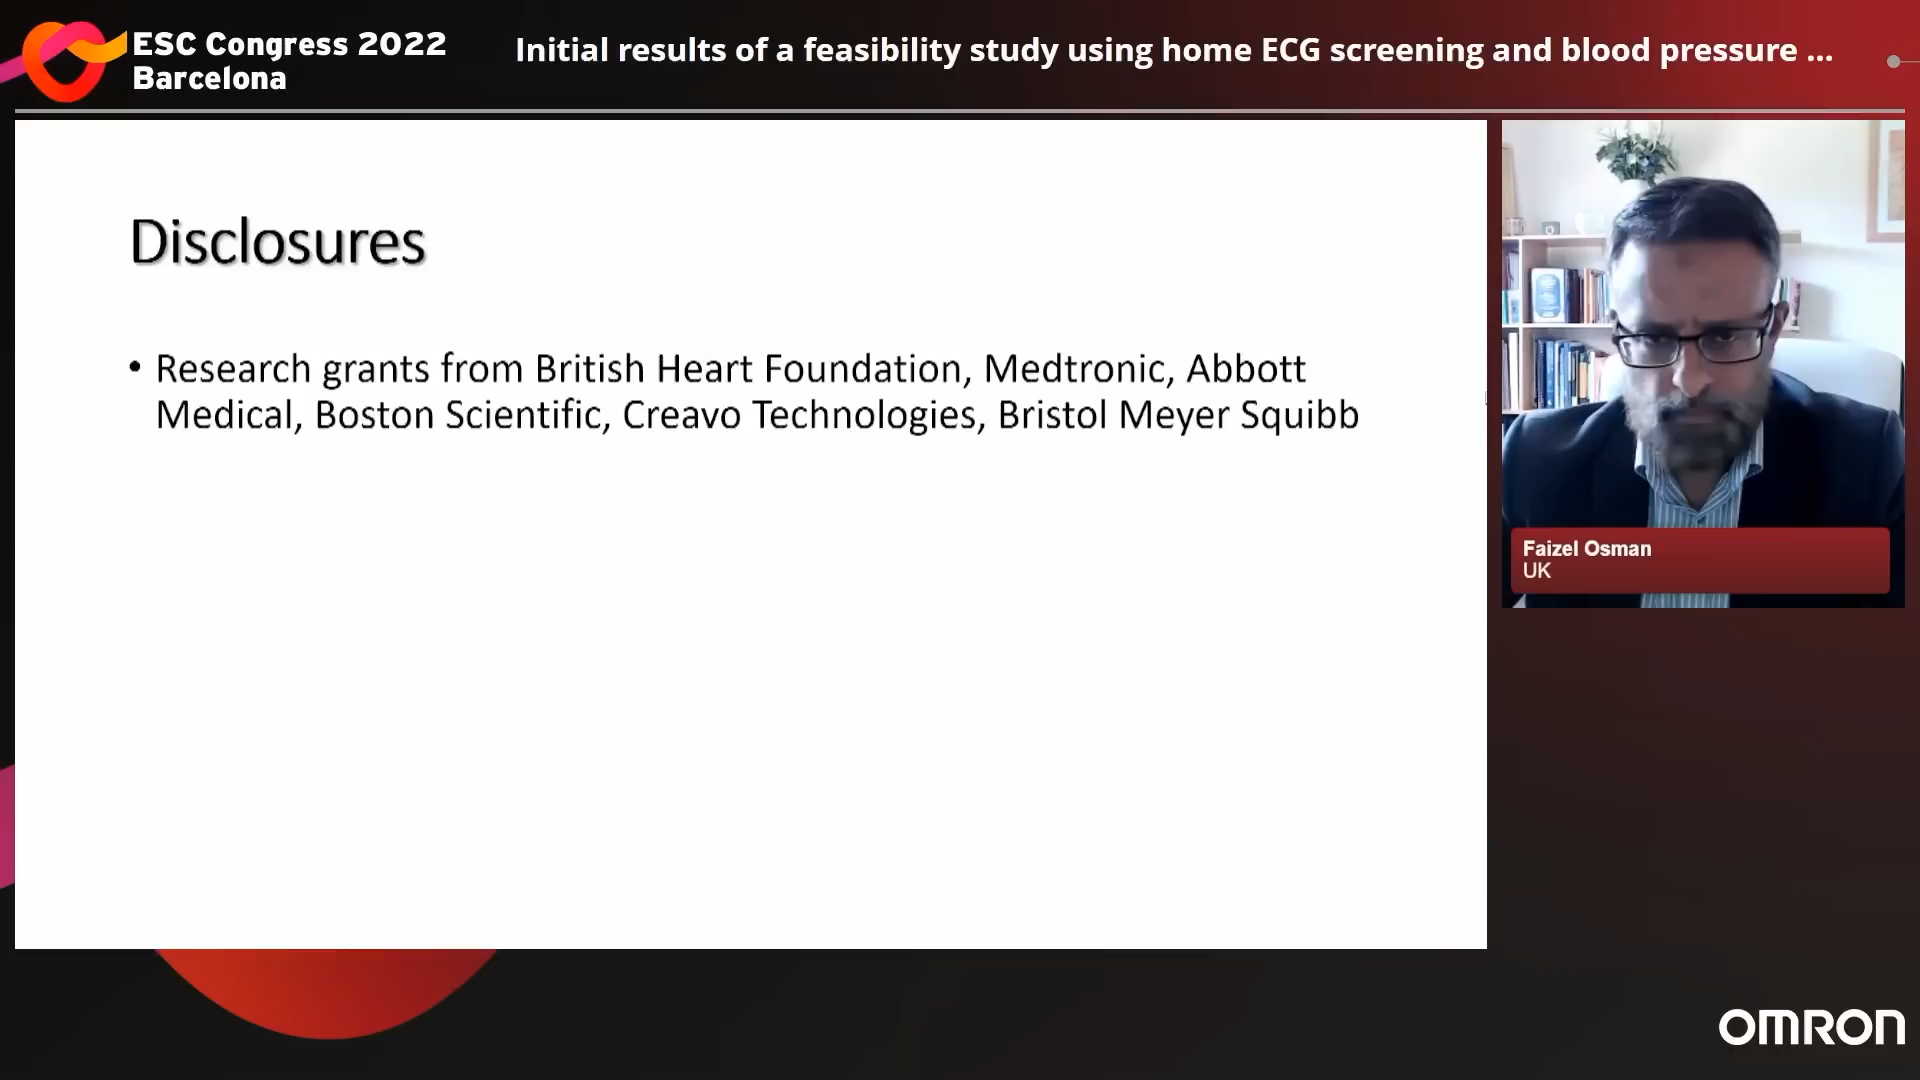 ESC Congress 2022
Barcelona
Initial results of a feasibility study using home ECG screening and blood pressure ...
Disclosures
• Research grants from British Heart Foundation, Medtronic, Abbott
Medical, Boston Scientific, Creavo Technologies, Bristol Meyer Squibb
Faizel Osman
UK
OMRON